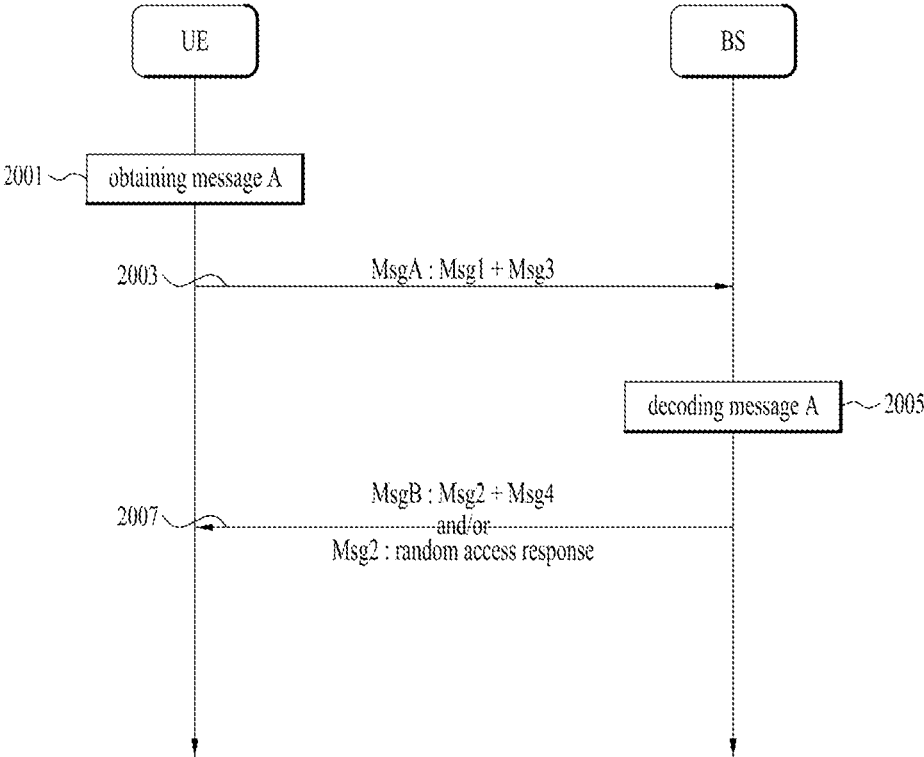 UE
BS
2001
obtaining message A
2003
MsgA : Msg1 + Msg3
decoding message A
2005
MsgB : Msg2 + Msg4
2007
and/or
Msg2 : random access response